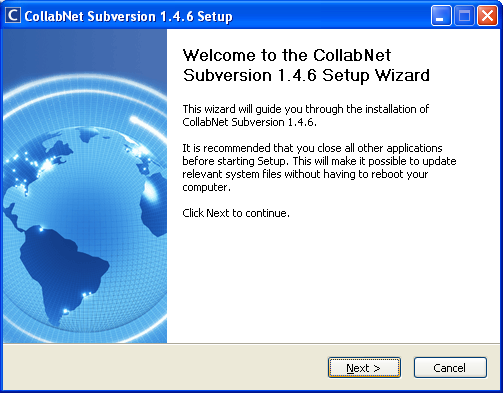 CollabNet Subversion 1.4.6 Setup
Welcome to the CollabNet
Subversion 1.4.6 Setup Wizard
This wizard will guide you through the installation of
CollabNet Subversion 1.4.6.
It is recommended that you close all other applications
before starting Setup. This will make it possible to update
relevant system files without having to reboot your
computer.
Click Next to continue.
Next >
Cancel